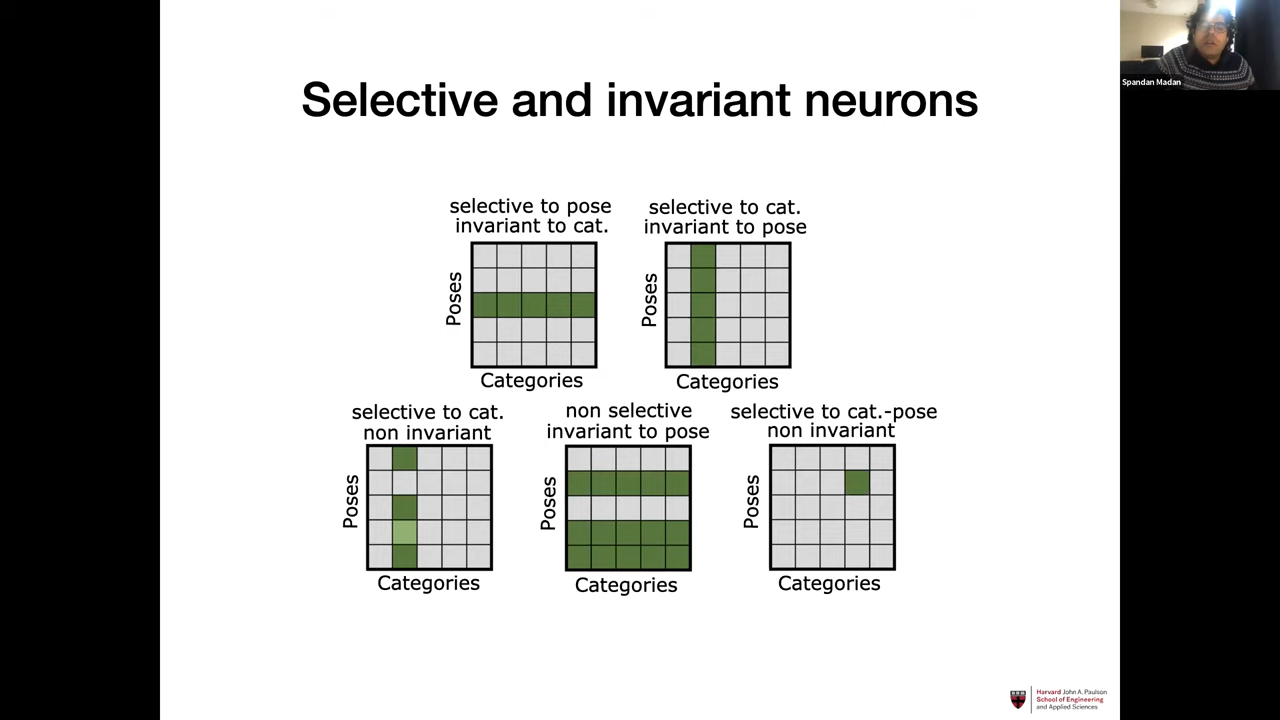 Spandan Madan
Selective and invariant neurons
selective to pose
invariant to cat.
Poses
Categories
selective to cat.
invariant to pose
Poses
Categories
selective to cat.
non invariant
Poses
Categories
non selective
invariant to pose
Poses
Categories
selective to cat.-pose
non invariant
Poses
Categories
Harvard John A. Paulson
School of Engineering
and Applied Sciences